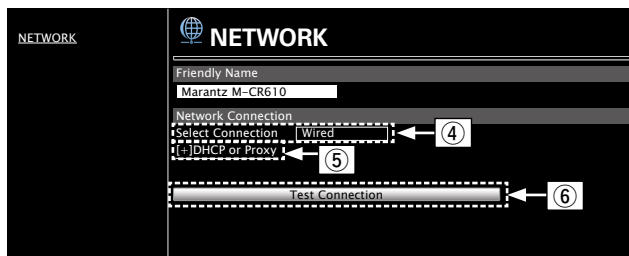 NETWORK
NETWORK
Friendly Name
Marantz M-CR610
Network Connection
Select Connection Wired
④
[+]DHCP or Proxy
⑤
Test Connection
⑥